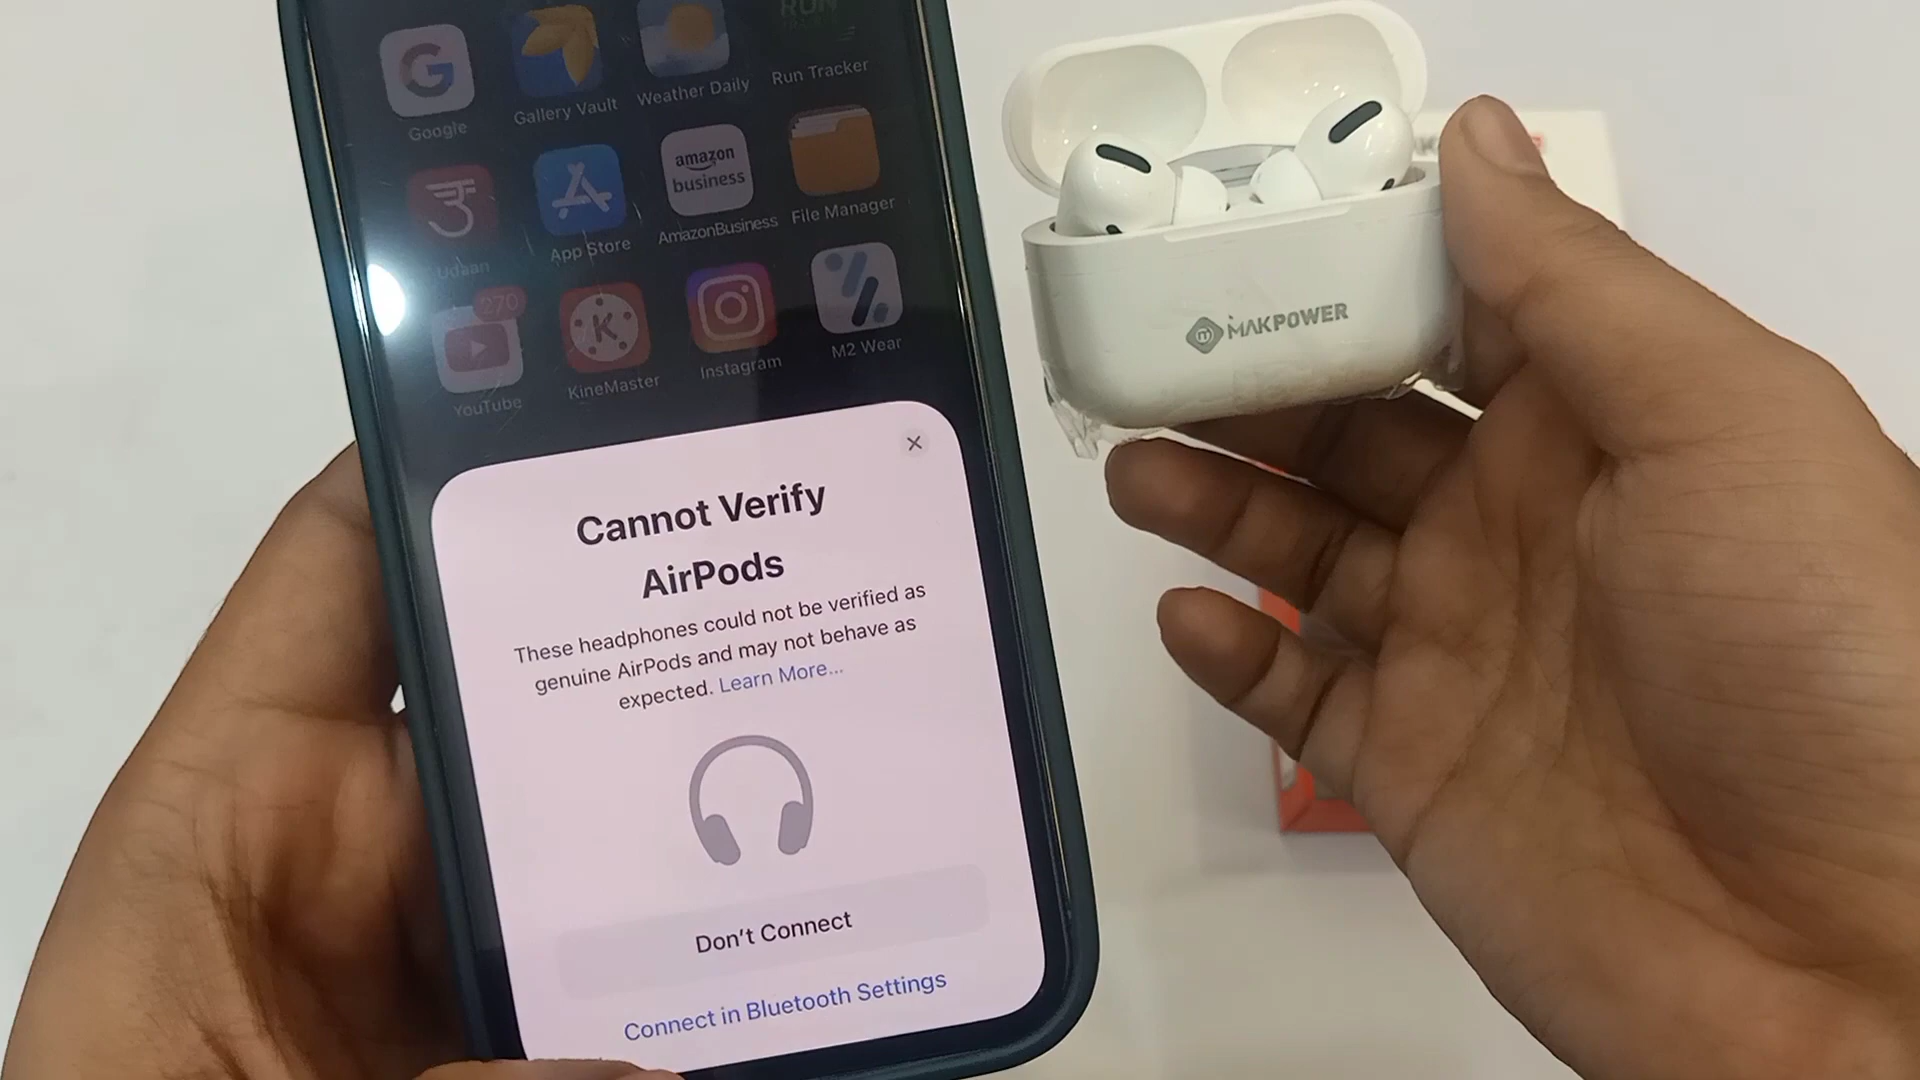 RUN
Google
Gallery Vault
Weather Daily
Run Tracker
उ
Udaan
App Store
amazon
business
AmazonBusiness
File Manager
270
YouTube
K
KineMaster
Instagram
M2 Wear
Cannot Verify
AirPods
These headphones could not be verified as
genuine AirPods and may not behave as
expected. Learn More...
Don't Connect
Connect in Bluetooth Settings
m MAKPOWER